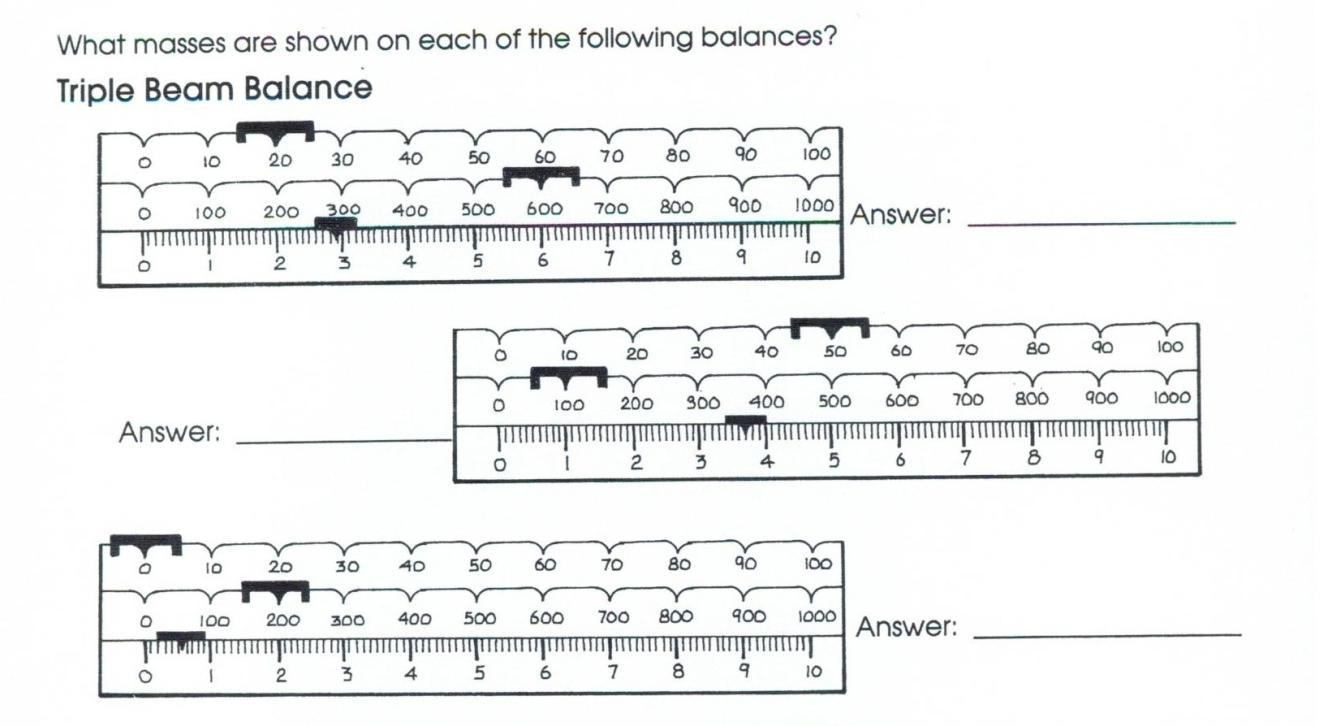 What masses are shown on each of the following balances?
Triple Beam Balance
0 10 20 30 40 50 60 70 80 90 100
0 100 200 300 400 500 600 700 800 900 1000
Answer:
0 1 2 3 4 5 6 7 8 9 10
0 10 20 30 40 50 60 70 80 90 100
0 100 200 300 400 500 600 700 800 900 1000
Answer:
0 1 2 3 4 5 6 7 8 9 10
0 10 20 30 40 50 60 70 80 90 100
0 100 200 300 400 500 600 700 800 900 1000
Answer:
0 1 2 3 4 5 6 7 8 9 10